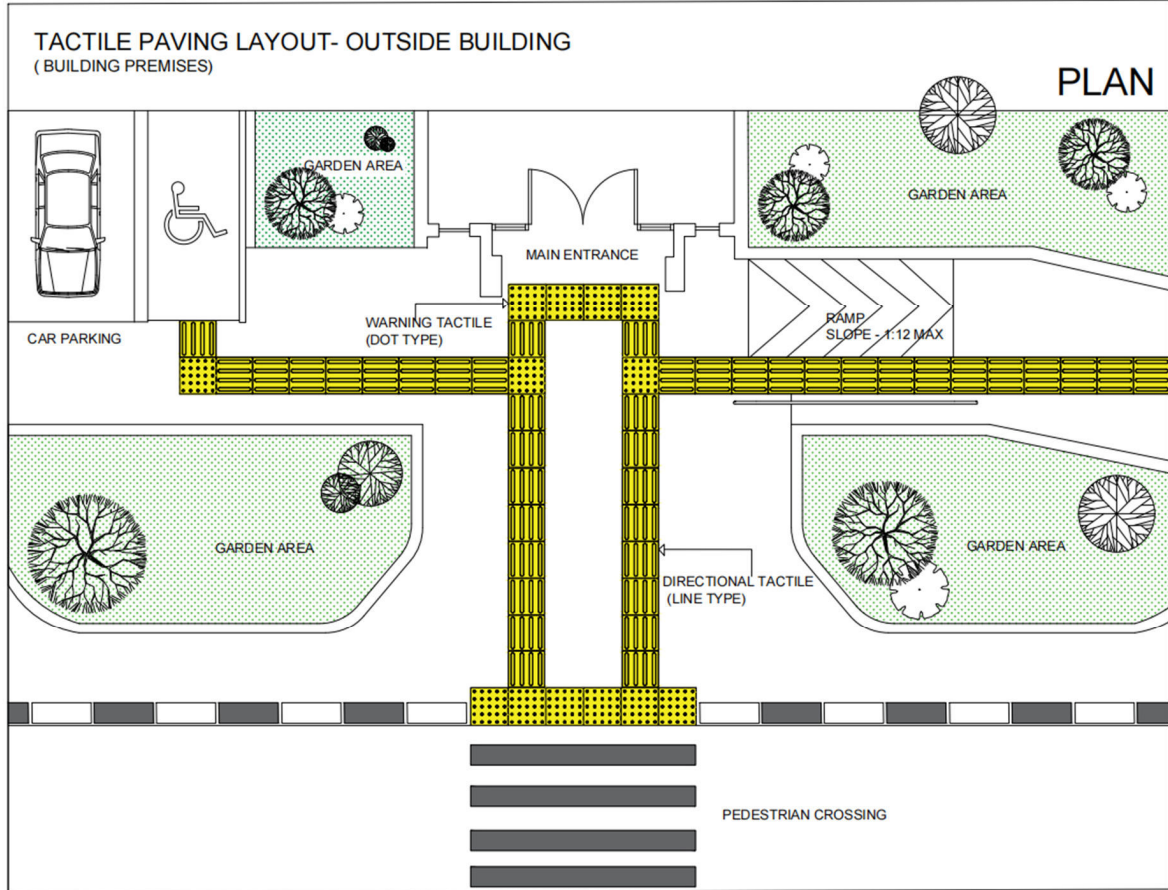 TACTILE PAVING LAYOUT- OUTSIDE BUILDING
( BUILDING PREMISES)
PLAN
GARDEN AREA
GARDEN AREA
MAIN ENTRANCE
WARNING TACTILE
(DOT TYPE)
RAMP
SLOPE - 1:12 MAX
CAR PARKING
GARDEN AREA
GARDEN AREA
DIRECTIONAL TACTILE
(LINE TYPE)
PEDESTRIAN CROSSING